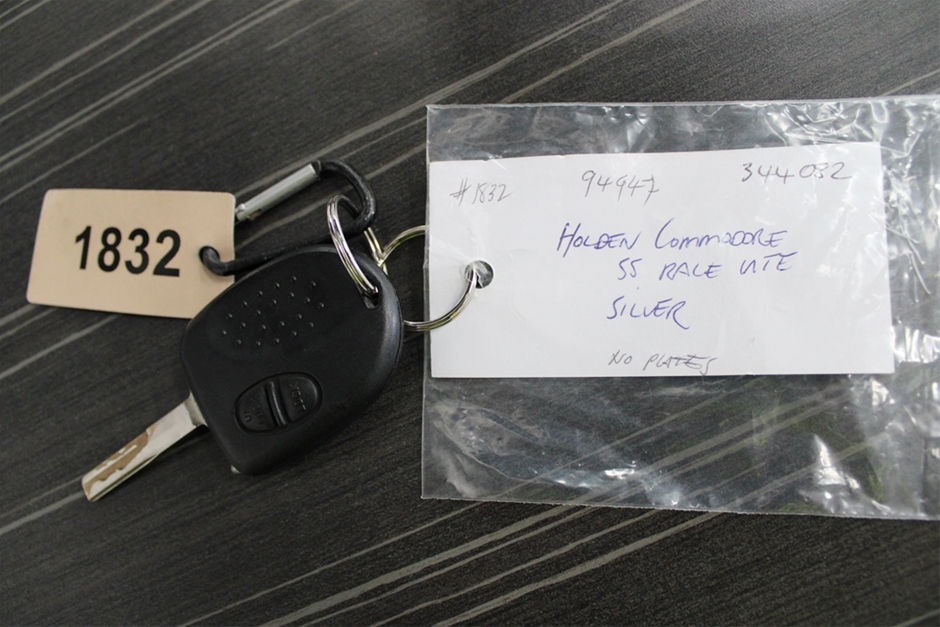 1832
#1832 94947 344032
HOLDEN COMMODORE
SS RACE UTE
SILVER
NO PLATES